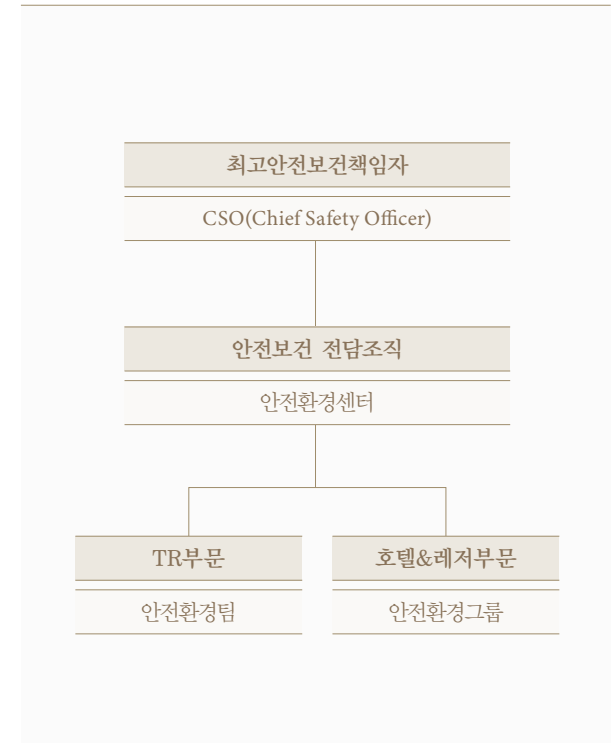 최고안전보건책임자
CSO(Chief Safety Officer)
안전보건 전담조직
안전환경센터
TR부문
안전환경팀
호텔&레저부문
안전환경그룹